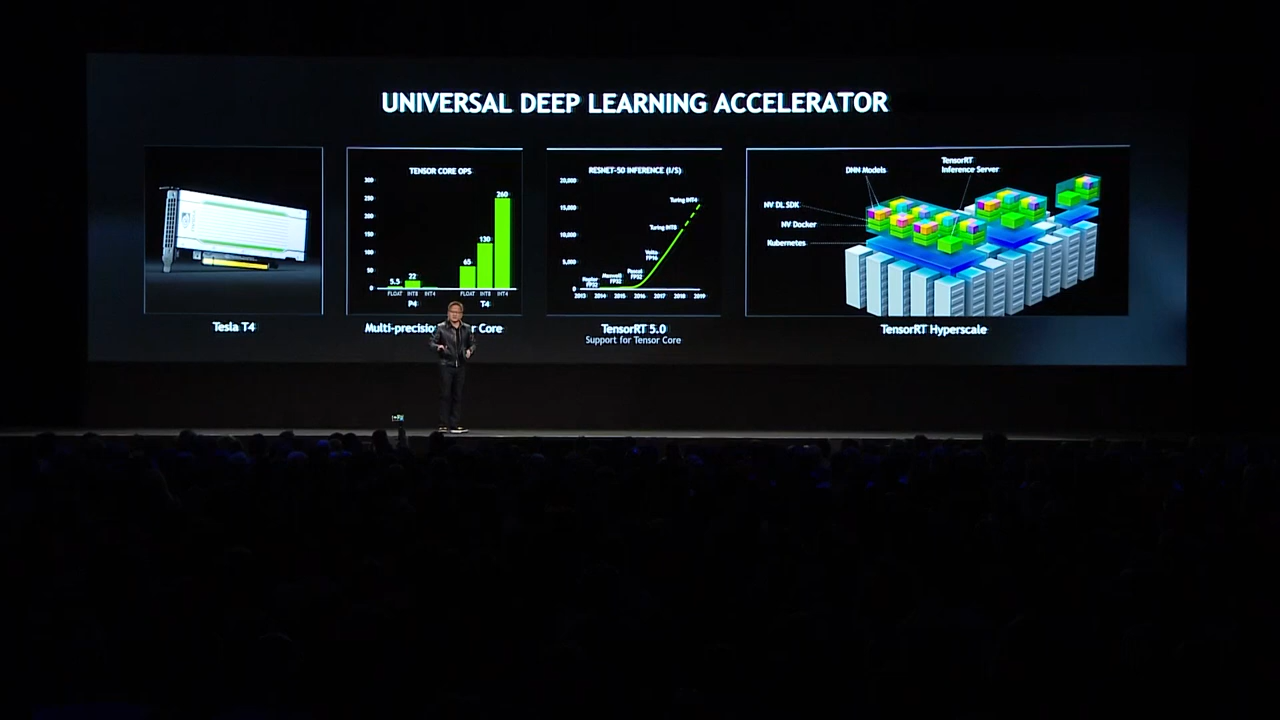 UNIVERSAL DEEP LEARNING ACCELERATOR
Tesla T4
TENSOR CORE OPS
300
250
200
150
100
50
0
5.5
22
65
130
260
FLOAT INT8 INT4 FLOAT INT8 INT4
P4 T4
Multi-precision
Core
RESNET-50 INFERENCE (I/S)
20,000
15,000
10,000
5,000
0
Turing INT4
Turing INT8
Volta
FP16
Pascal
FP32
Maxwell
FP32
Kepler
FP32
2013 2014 2015 2016 2017 2018 2019
TensorRT 5.0
Support for Tensor Core
DNN Models
TensorRT
Inference Server
NV DL SDK
NV Docker
Kubernetes
TensorRT Hyperscale